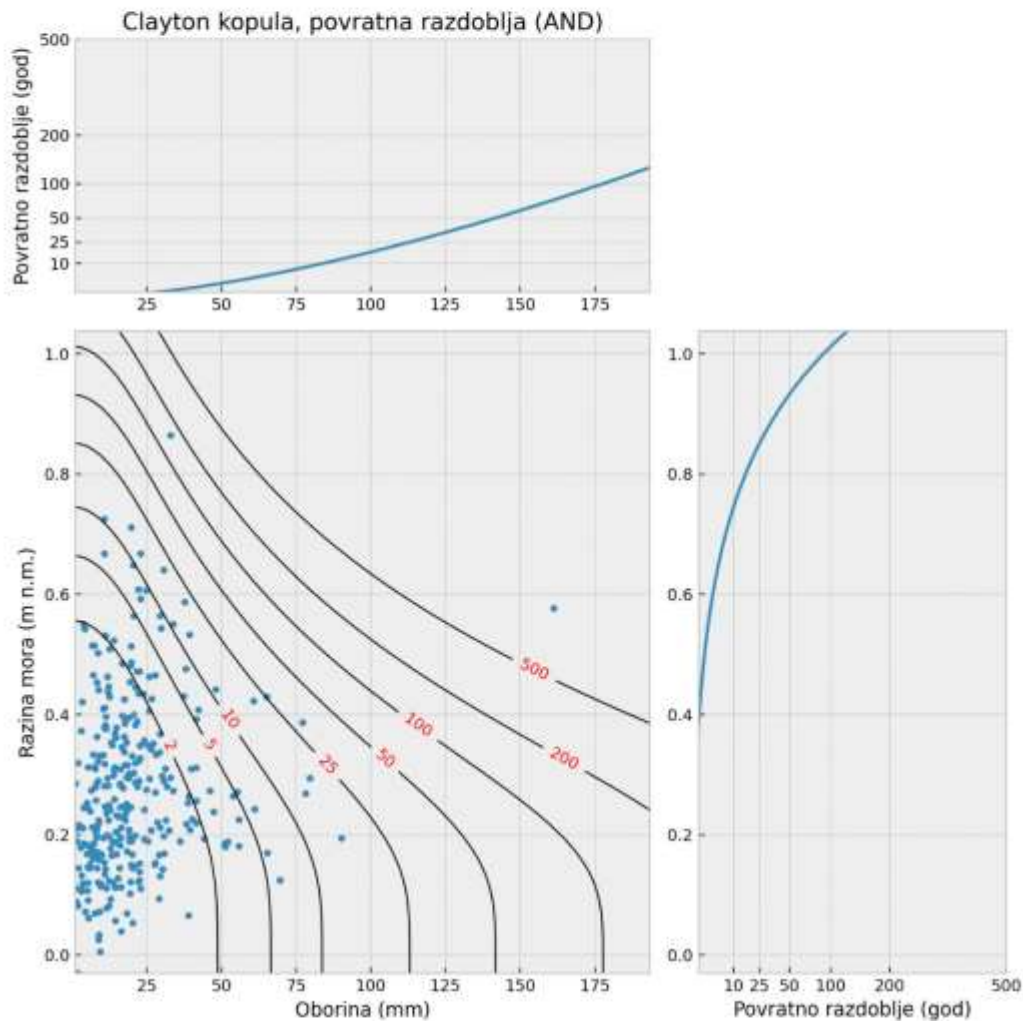 Clayton kopula, povratna razdoblja (AND)
Povratno razdoblje (god)
500
200
100
50
25
10
25 50 75 100 125 150 175
Razina mora (m n.m.)
1.0
0.8
0.6
0.4
0.2
0.0
2 5 10 25 50 100 200 500
25 50 75 100 125 150 175
Oborina (mm)
1.0
0.8
0.6
0.4
0.2
0.0
10 25 50 100 200 500
Povratno razdoblje (god)